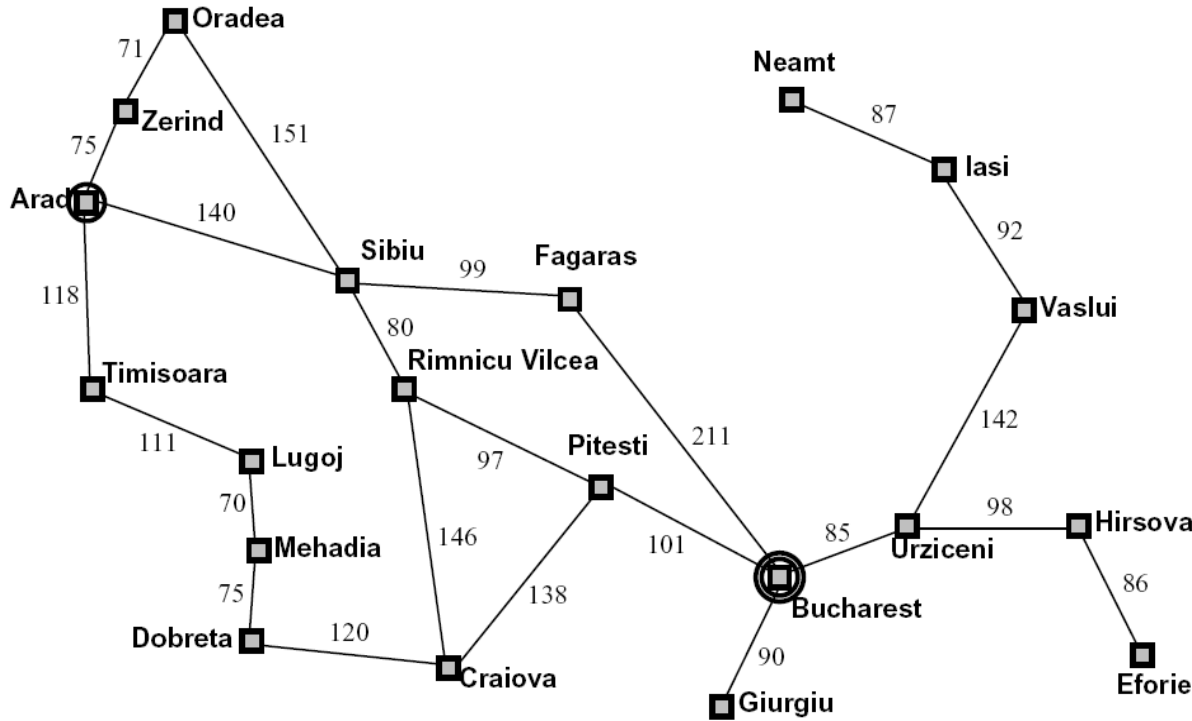 Oradea
71
Neamt
87
Zerind
151
75
Iasi
Arad
140
92
Sibiu
Fagaras
99
118
Vaslui
80
Rimnicu Vilcea
Timisoara
142
211
111
Pitesti
Lugoj
97
70
98
Hirsova
146
85
Urziceni
101
Mehadia
86
75
138
Bucharest
Dobreta
120
90
Craiova
Eforie
Giurgiu